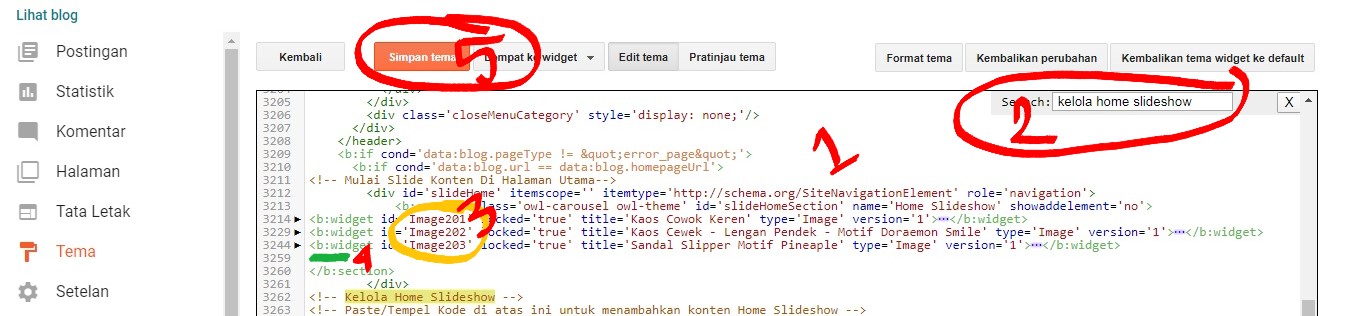 Lihat blog
Postingan
Statistik
Komentar
Halaman
Tata Letak
Tema
Setelan
Kembali
Simpan tema
5
ke widget
Edit tema
Pratinjau tema
Format tema
Kembalikan perubahan
Kembalikan tema widget ke default
kelola home slideshow
X
2
1
3205 </div>
3206 <div class='closeMenuCategory' style='display: none;'/>
3207 </div>
3208 </header>
3209 <b:if cond='data:blog.pageType != &quot;error_page&quot;'>
3210 <b:if cond='data:blog.url == data:blog.homepageUrl'>
3211 <!-- Mulai Slide Konten Di Halaman Utama-->
3212 <div id='slideHome' itemscope='' itemtype='http://schema.org/SiteNavigationElement' role='navigation'>
3213 'owl-carousel owl-theme' id='slideHomeSection' name='Home Slideshow' showaddelement='no'>
3
3214 <b:widget id='Image201' locked='true' title='Kaos Cowok Keren' type='Image' version='1'>⋯</b:widget>
3229 <b:widget id='Image202' locked='true' title='Kaos Cewek - Lengan Pendek - Motif Doraemon Smile' type='Image' version='1'>⋯</b:widget>
3244 <b:widget id='Image203' locked='true' title='Sandal Slipper Motif Pineaple' type='Image' version='1'>⋯</b:widget>
3259
4
3260 </b:section>
3261 </div>
3262 <!-- Kelola Home Slideshow -->
3263 <!-- Paste/Tempel Kode di atas ini untuk menambahkan konten Home Slideshow -->